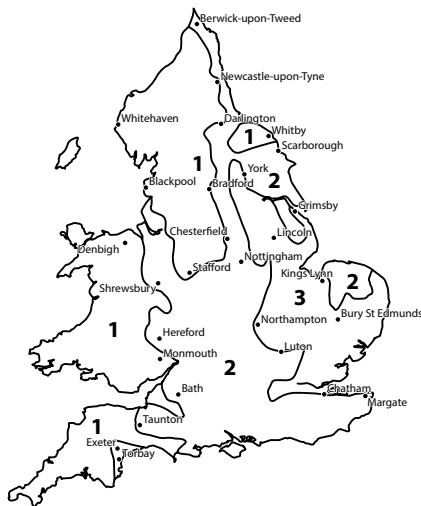 Berwick-upon-Tweed
Newcastle-upon-Tyne
Whitehaven
Darlington
1
Whitby
Scarborough
1
York
2
Blackpool
Bradford
Grimsby
Chesterfield
Lincoln
Denbigh
Nottingham
Stafford
Kings Lynn
2
Shrewsbury
3
Bury St Edmunds
1
Northampton
Hereford
Monmouth
Luton
2
Bath
Chatham
Margate
1
Taunton
Exeter
Torbay